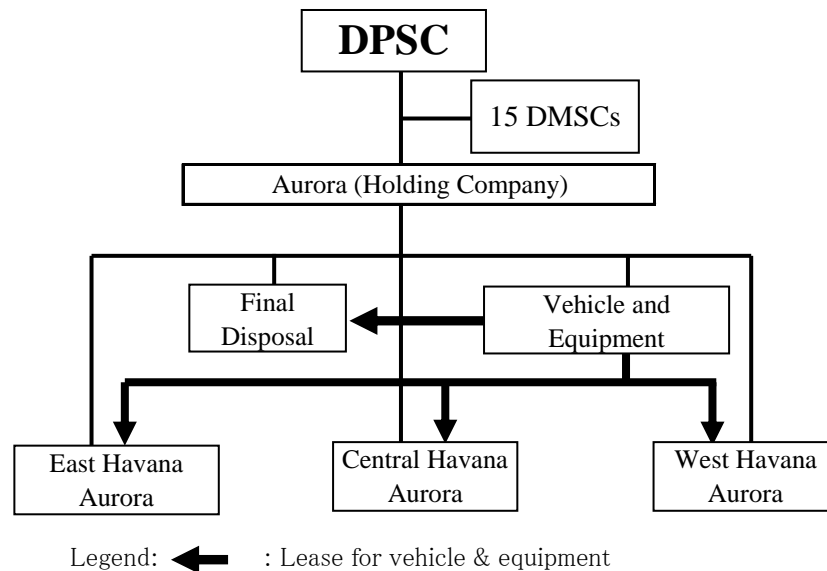 DPSC
15 DMSCs
Aurora (Holding Company)
Final
Disposal
Vehicle and
Equipment
East Havana
Aurora
Central Havana
Aurora
West Havana
Aurora
Legend: : Lease for vehicle & equipment